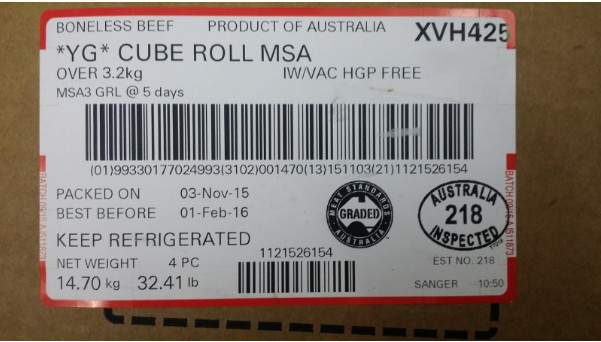 BONELESS BEEF PRODUCT OF AUSTRALIA XVH425
*YG* CUBE ROLL MSA
OVER 3.2kg IW/VAC HGP FREE
MSA3 GRL @ 5 days
(01)99330177024993(3102)001470(13)151103(21)1121526154
PACKED ON 03-Nov-15
BEST BEFORE 01-Feb-16
MEAT STANDARDS
GRADED
AUSTRALIA
AUSTRALIA
218
INSPECTED
KEEP REFRIGERATED
1121526154
EST NO. 218
NET WEIGHT 4 PC
14.70 kg 32.41 lb
SANGER 10:50